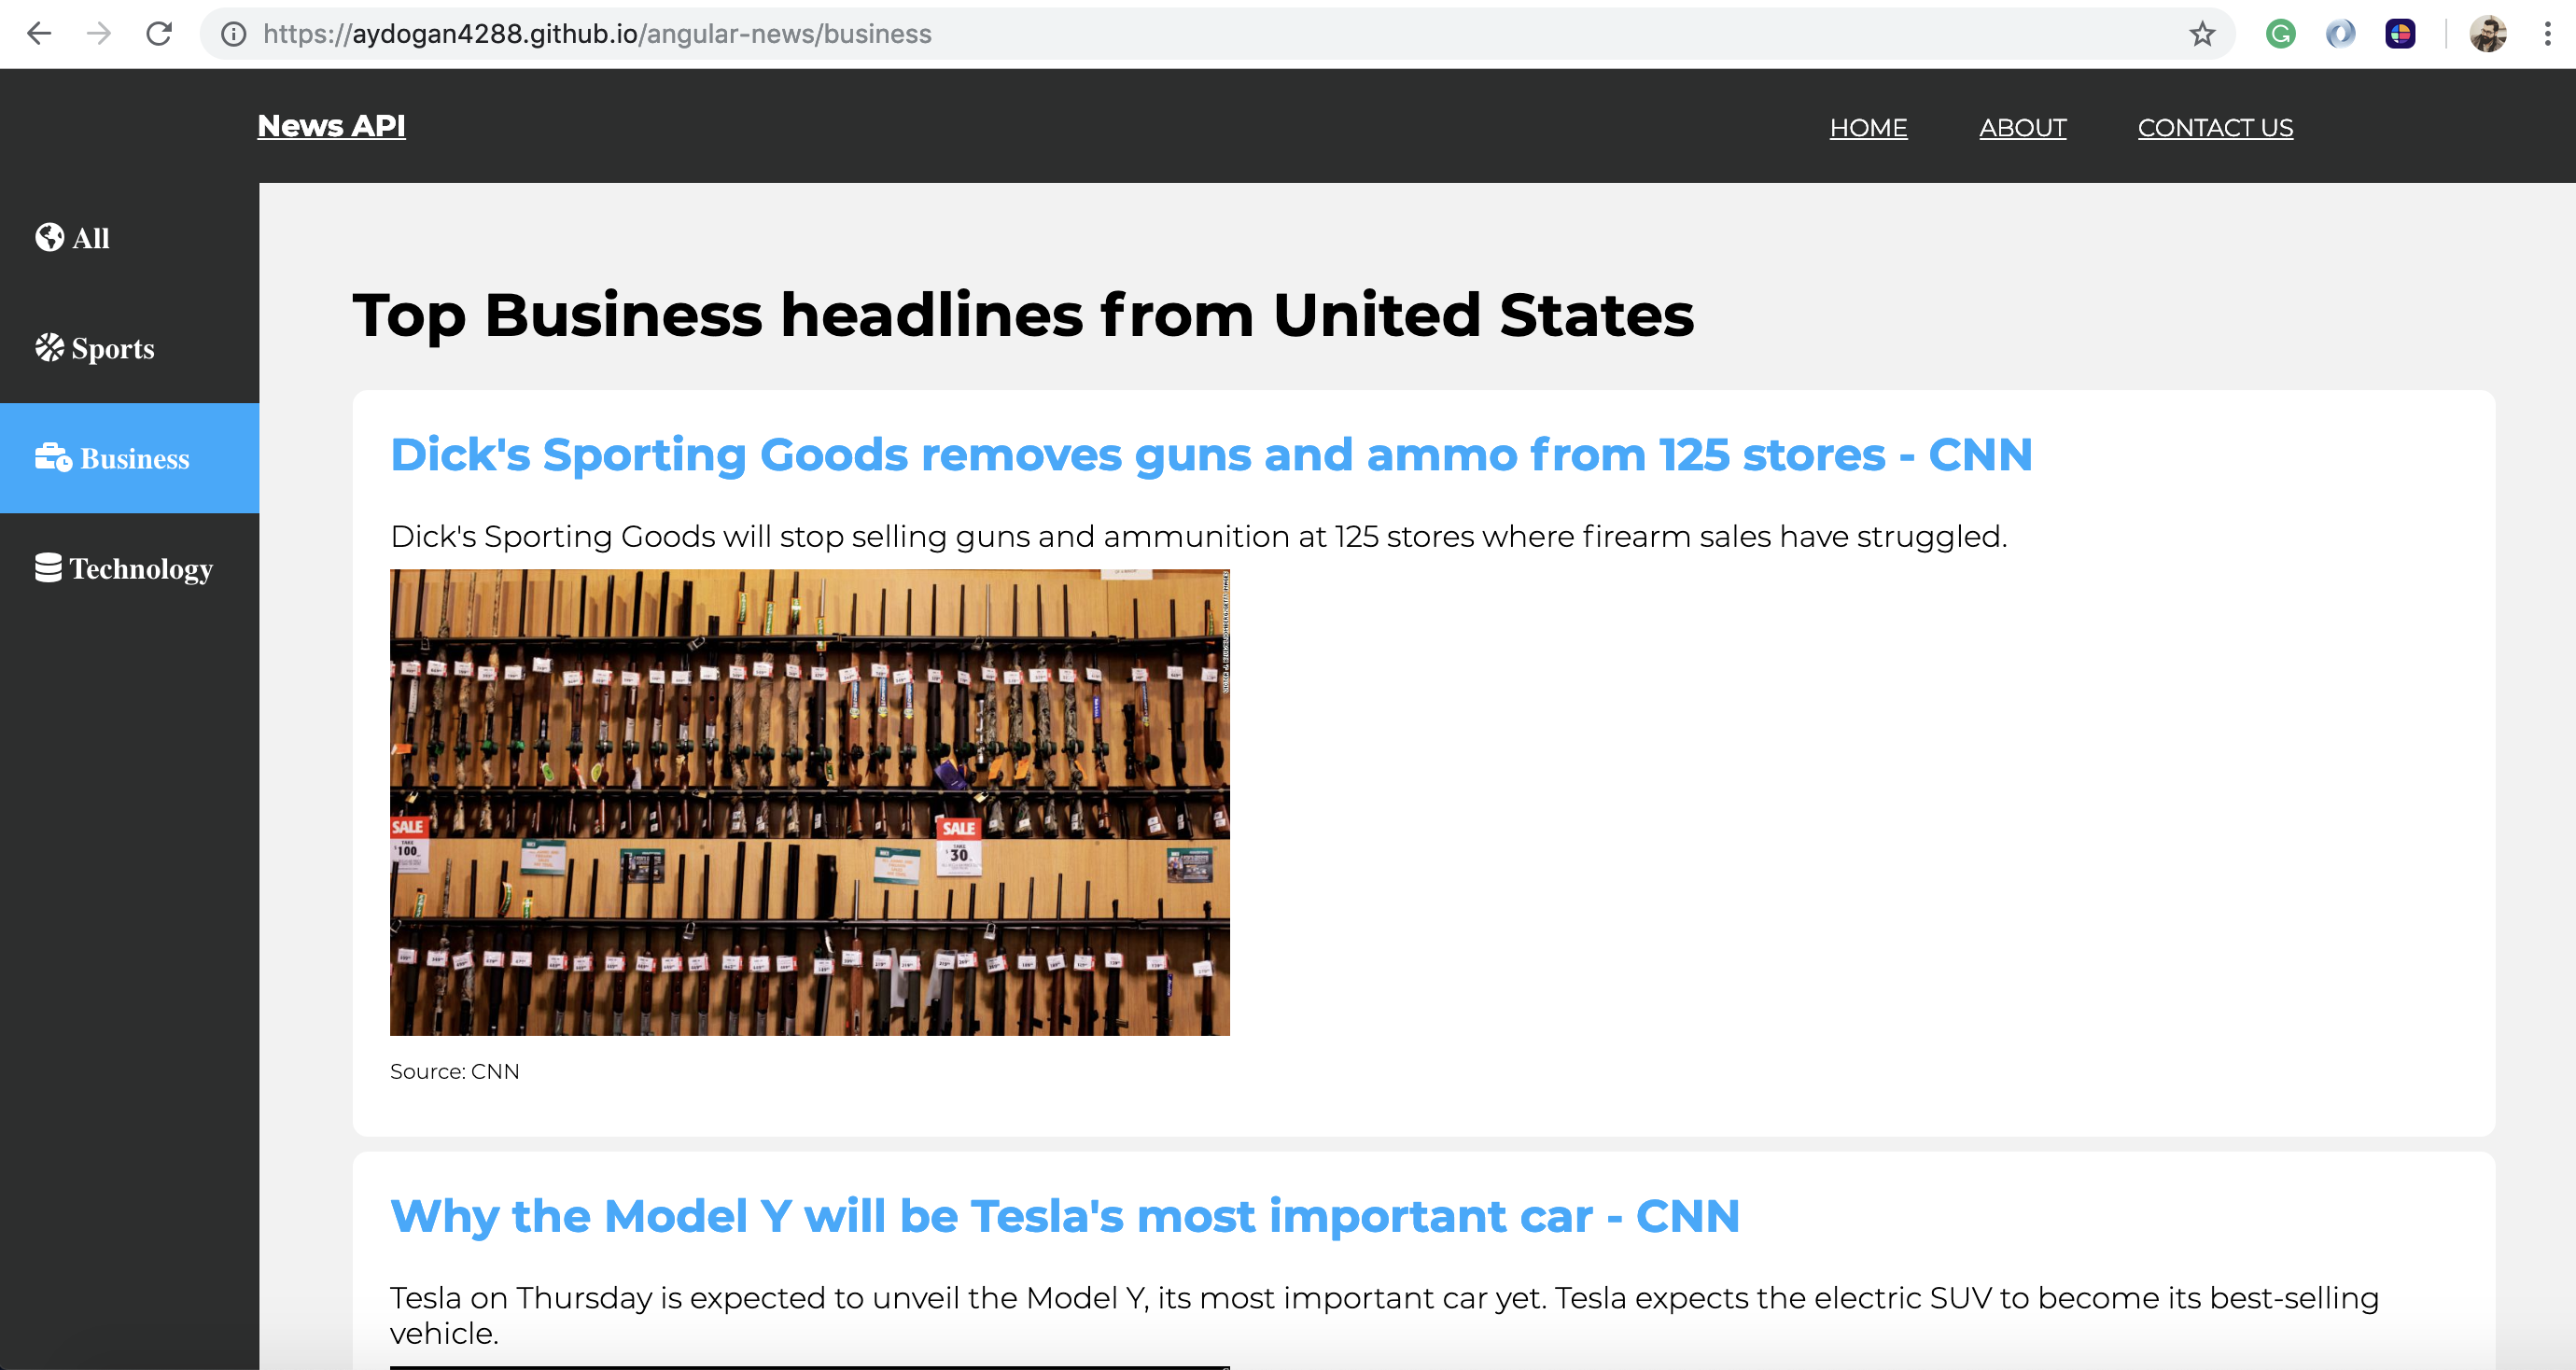 https://aydogan4288.github.io/angular-news/business
News API
HOME
ABOUT
CONTACT US
All
Sports
Business
Technology
Top Business headlines from United States
Dick's Sporting Goods removes guns and ammo from 125 stores - CNN
Dick's Sporting Goods will stop selling guns and ammunition at 125 stores where firearm sales have struggled.
SALE
TAKE
$100
SALE
TAKE
$30
Source: CNN
Why the Model Y will be Tesla's most important car - CNN
Tesla on Thursday is expected to unveil the Model Y, its most important car yet. Tesla expects the electric SUV to become its best-selling
vehicle.